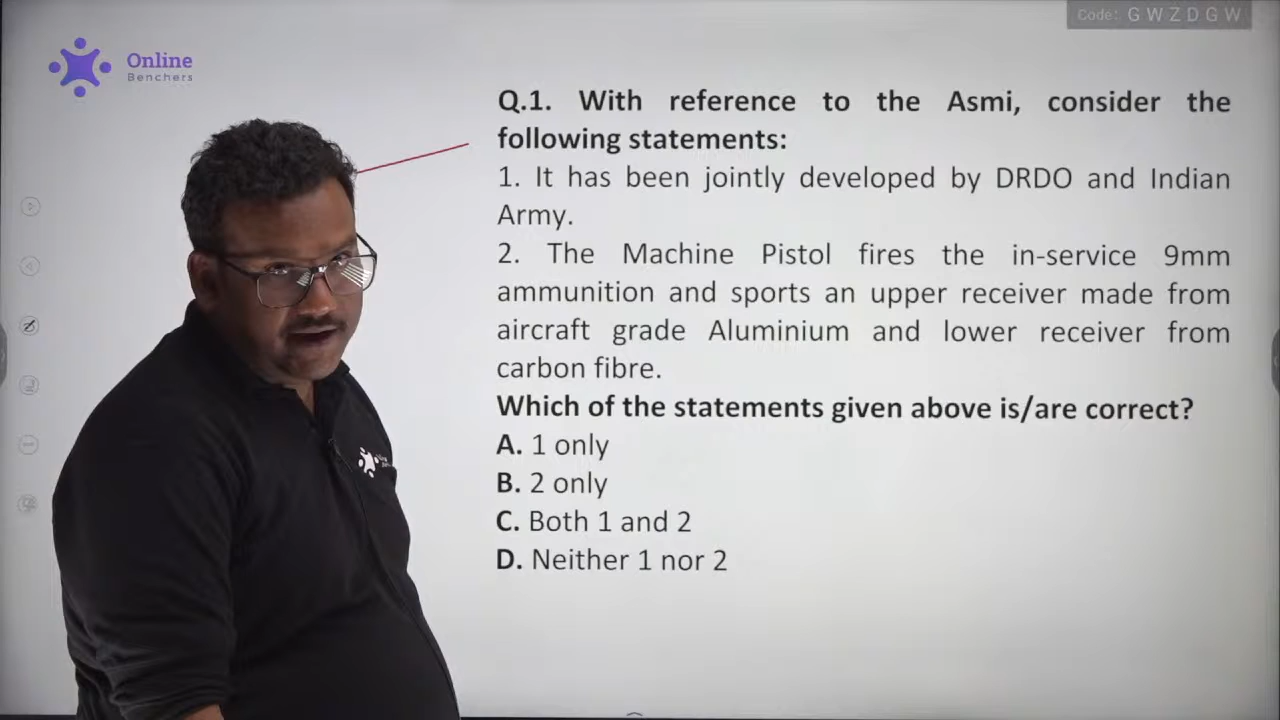 Code: G W Z D G W
Online
Benchers
Q.1. With reference to the Asmi, consider the
following statements:
1. It has been jointly developed by DRDO and Indian
Army.
2. The Machine Pistol fires the in-service 9mm
ammunition and sports an upper receiver made from
aircraft grade Aluminium and lower receiver from
carbon fibre.
Which of the statements given above is/are correct?
A. 1 only
B. 2 only
C. Both 1 and 2
D. Neither 1 nor 2